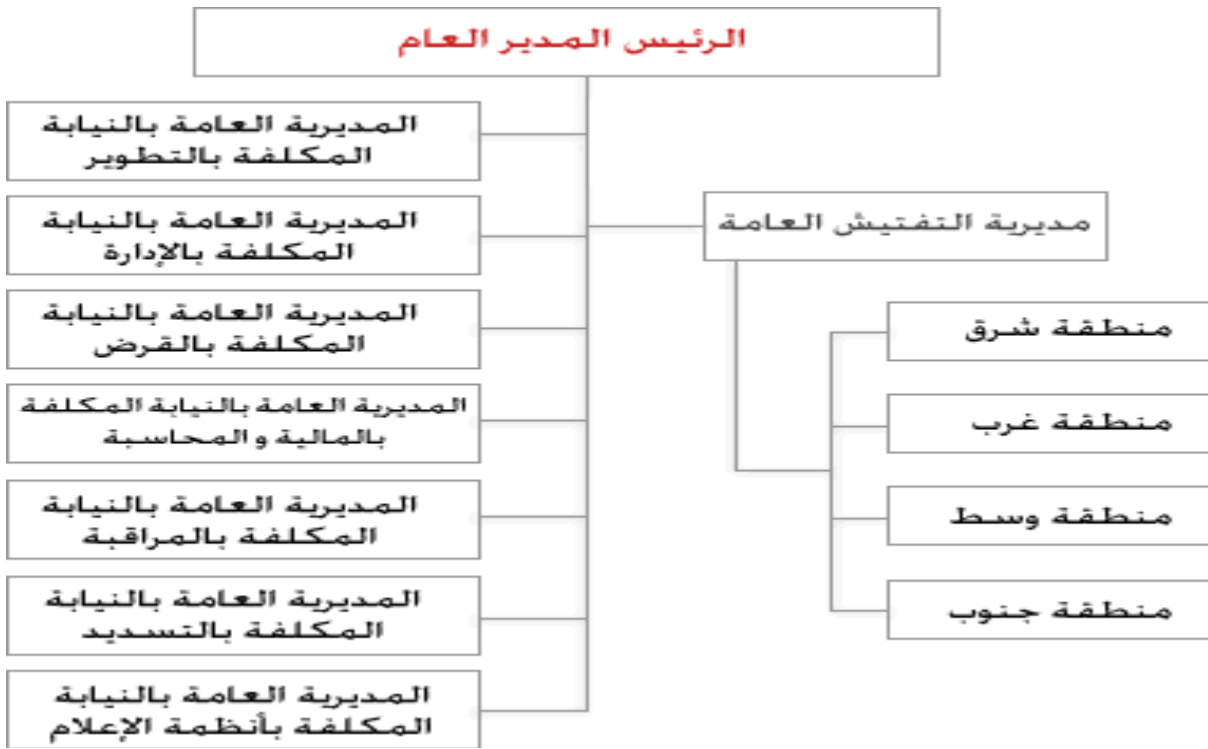 الرئيس المدير العام
المديرية العامة بالنيابة
المكلفة بالتطوير
المديرية العامة بالنيابة
المكلفة بالإدارة
المديرية العامة بالنيابة
المكلفة بالقرض
المديرية العامة بالنيابة المكلفة
بالمالية و المحاسبة
المديرية العامة بالنيابة
المكلفة بالمراقبة
المديرية العامة بالنيابة
المكلفة بالتسديد
المديرية العامة بالنيابة
المكلفة بأنظمة الإعلام
مديرية التفتيش العامة
منطقة شرق
منطقة غرب
منطقة وسط
منطقة جنوب